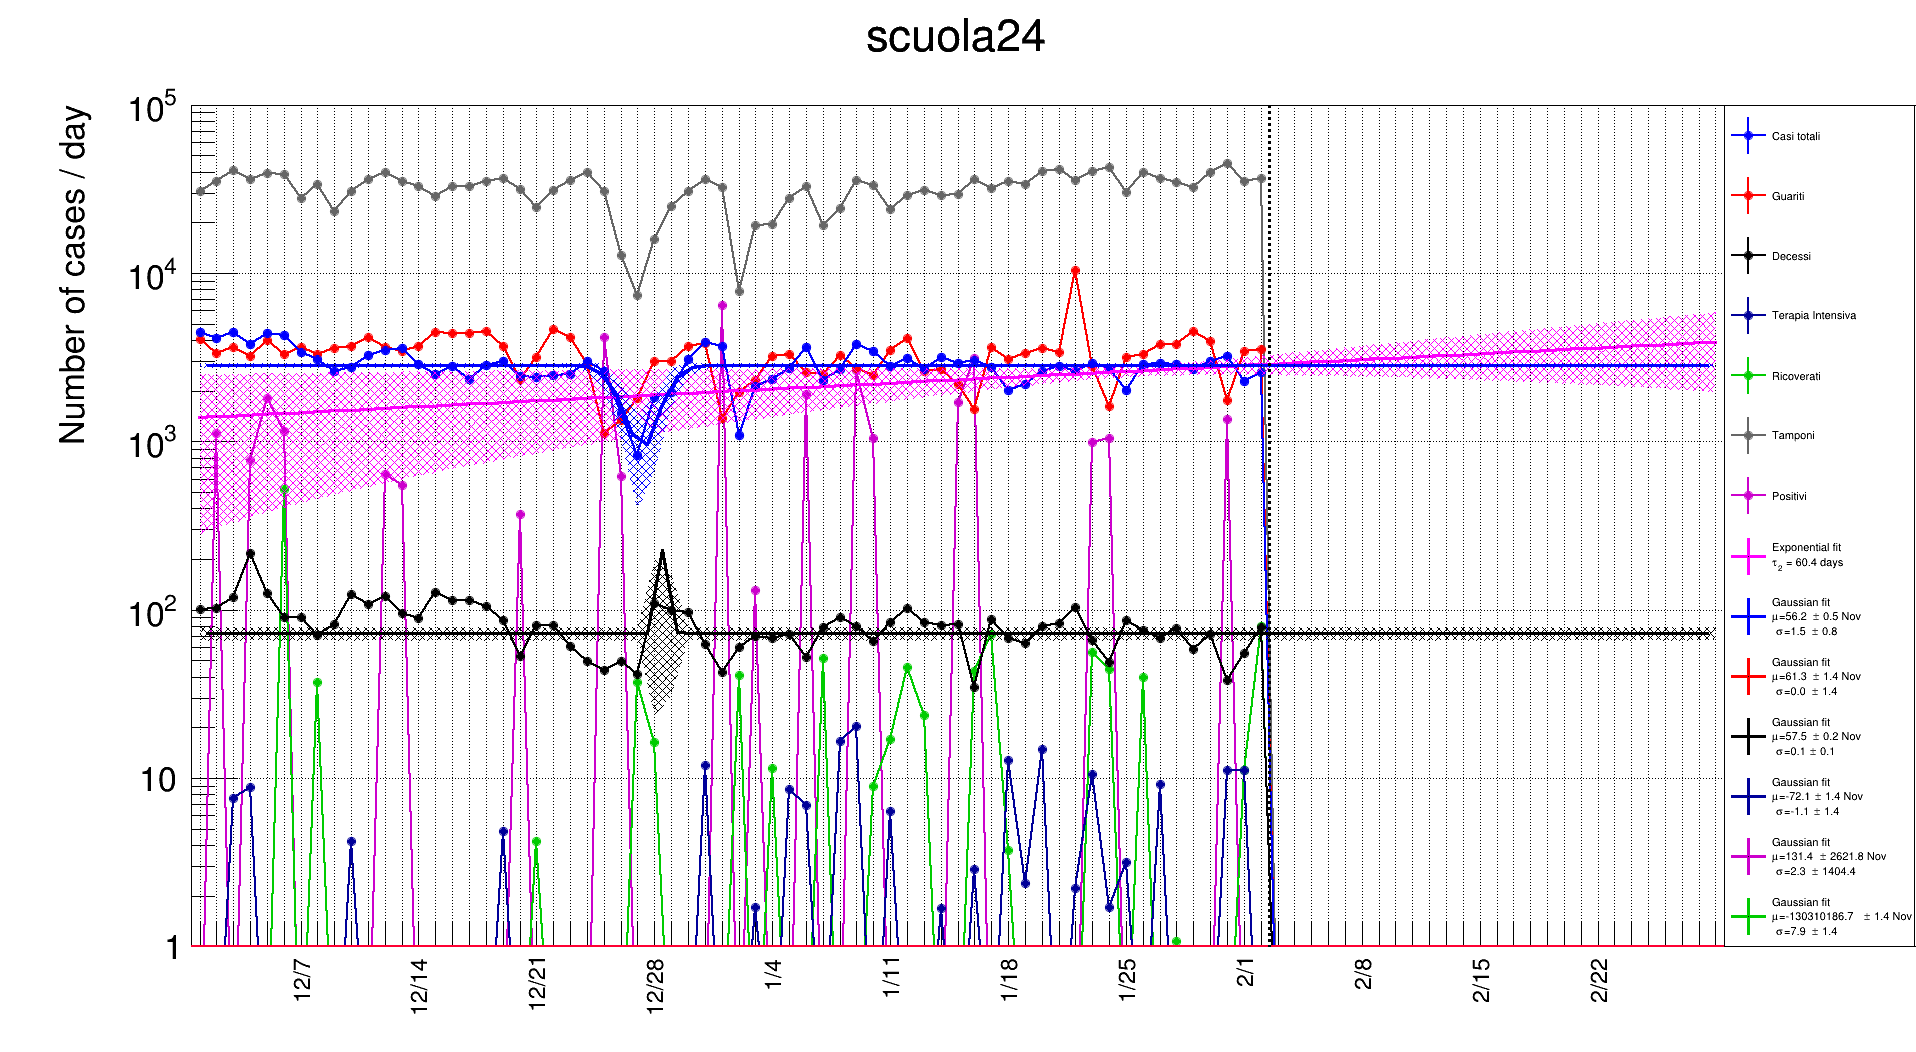 scuola24
Number of cases / day
10^5
10^4
10^3
10^2
10
1
12/7
12/14
12/21
12/28
1/4
1/11
1/18
1/25
2/1
2/8
2/15
2/22
Casi totali
Guariti
Decessi
Terapia Intensiva
Ricoverati
Tamponi
Positivi
Exponential fit
τ_2 = 60.4 days
Gaussian fit
μ=56.2 ± 0.5 Nov
σ=1.5 ± 0.8
Gaussian fit
μ=61.3 ± 1.4 Nov
σ=0.0 ± 1.4
Gaussian fit
μ=57.5 ± 0.2 Nov
σ=0.1 ± 0.1
Gaussian fit
μ=-72.1 ± 1.4 Nov
σ=-1.1 ± 1.4
Gaussian fit
μ=131.4 ± 2621.8 Nov
σ=2.3 ± 1404.4
Gaussian fit
μ=-130310186.7 ± 1.4 Nov
σ=7.9 ± 1.4